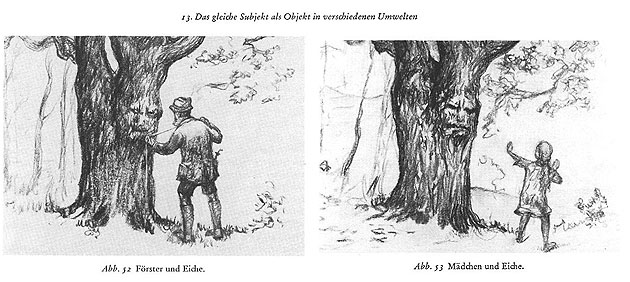 13. Das gleiche Subjekt als Objekt in verschiedenen Umwelten
Abb. 52 Förster und Eiche.
Abb. 53 Mädchen und Eiche.